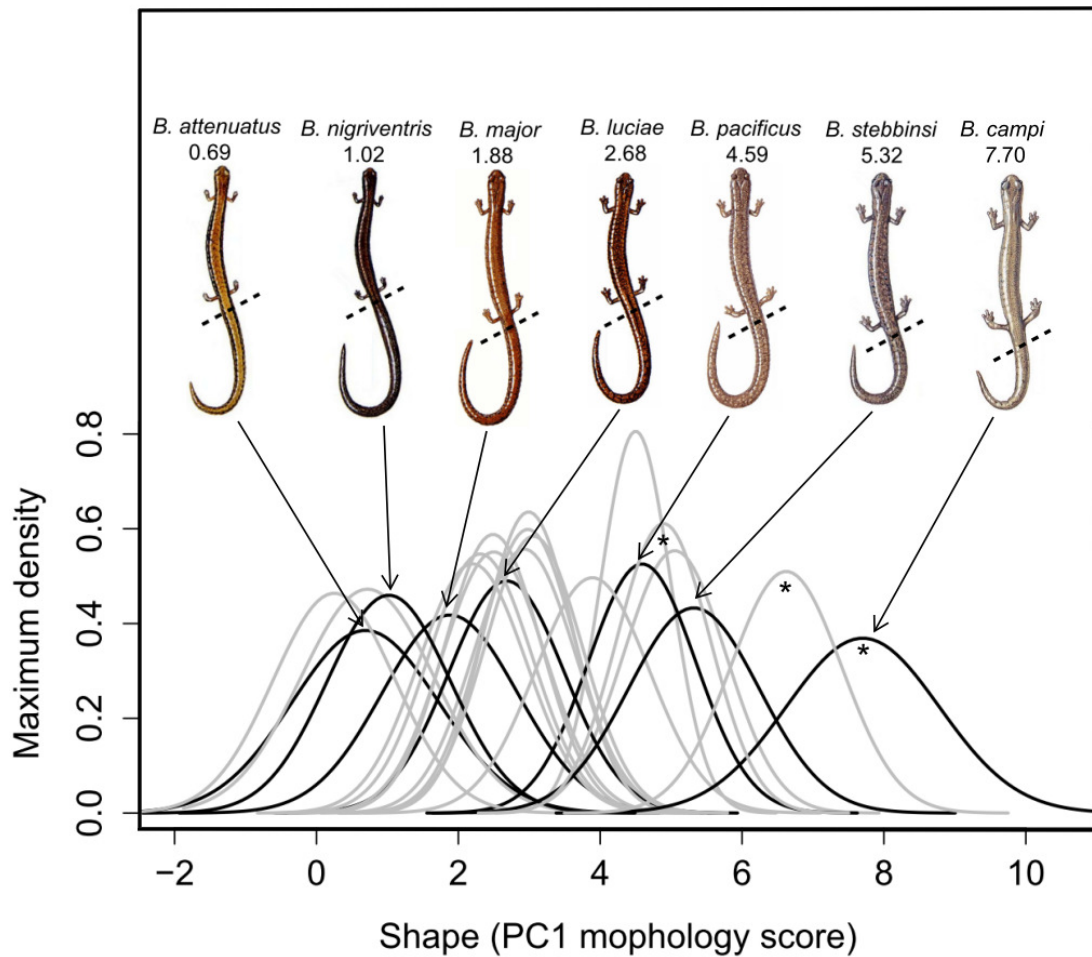 B. attenuatus B. nigriventris B. major B. luciae B. pacificus B. stebbinsi B. campi
0.69 1.02 1.88 2.68 4.59 5.32 7.70
0.8
0.6
0.4
0.2
0.0
Maximum density
* * *
−2 0 2 4 6 8 10
Shape (PC1 mophology score)